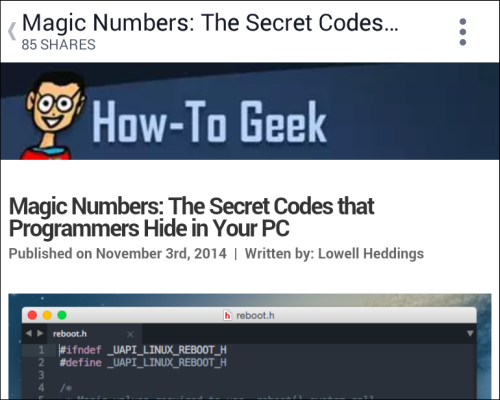 Magic Numbers: The Secret Codes...
85 SHARES
How-To Geek
Magic Numbers: The Secret Codes that
Programmers Hide in Your PC
Published on November 3rd, 2014 | Written by: Lowell Heddings
h reboot.h
reboot.h
1 #ifndef _UAPI_LINUX_REBOOT_H
2 #define _UAPI_LINUX_REBOOT_H
3
4 /*